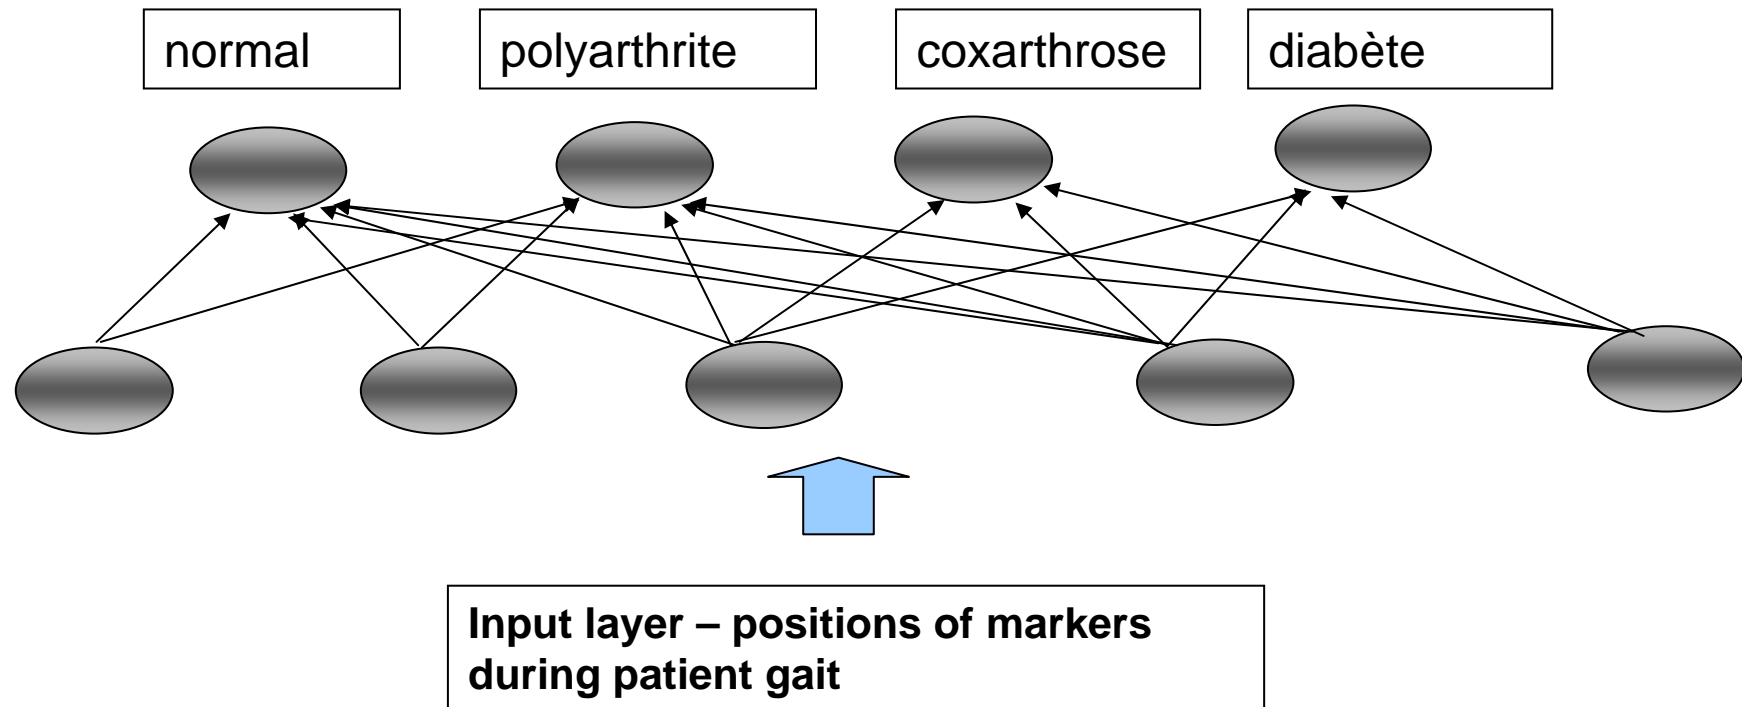 normal
polyarthrite
coxarthrose
diabète
Input layer – positions of markers
during patient gait